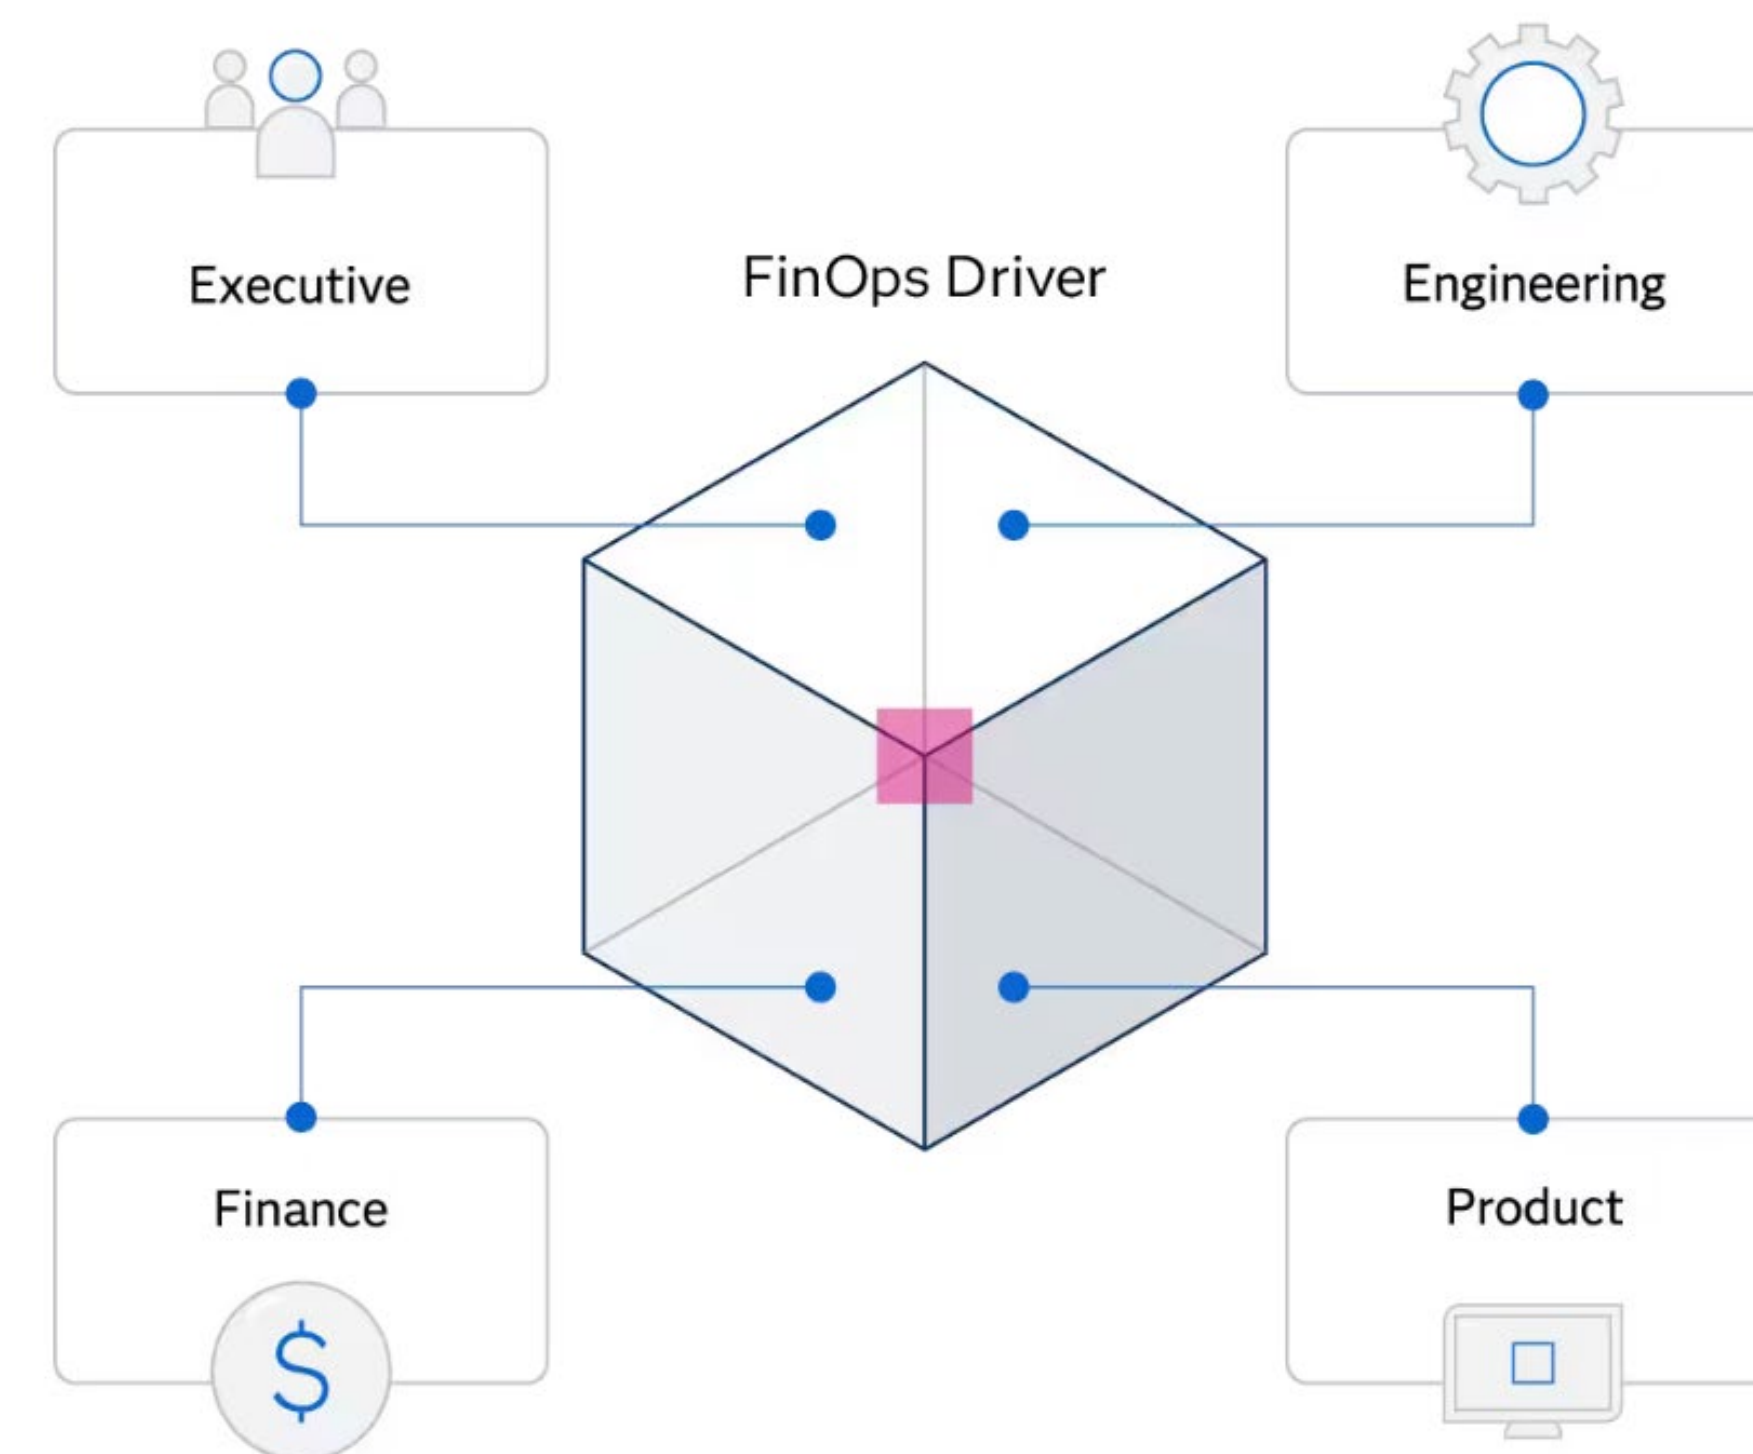 Executive
FinOps Driver
Engineering
Finance
$
Product